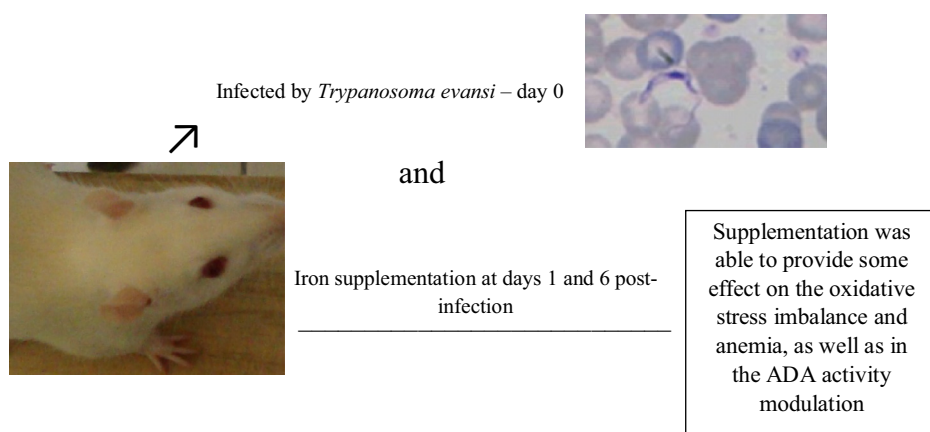 Infected by Trypanosoma evansi – day 0
and
Iron supplementation at days 1 and 6 post-
infection
Supplementation was
able to provide some
effect on the oxidative
stress imbalance and
anemia, as well as in
the ADA activity
modulation